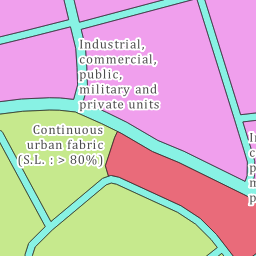 Industrial,
commercial,
public,
military and
private units
Continuous
urban fabric
(S.L. : > 80%)